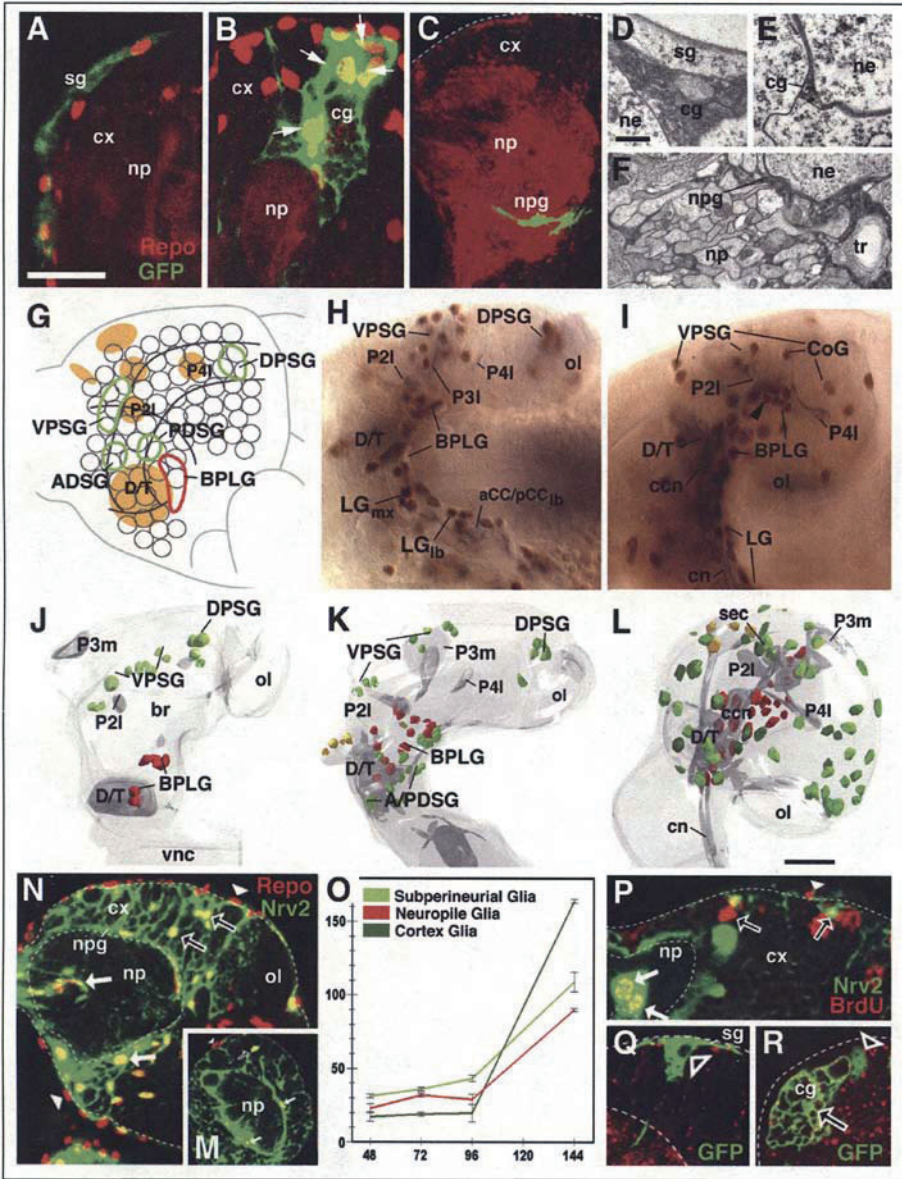 A
sg
cx
np
Repo
GFP
B
cx
cg
np
C
cx
np
npg
D
sg
cg
ne
E
cg
ne
F
ne
npg
np
tr
G
DPSG
P4l
P2l
VPSG
PDSG
ADSG
D/T
BPLG
H
VPSG
DPSG
P2l
P4l
ol
P3l
D/T
BPLG
LGmx
aCC/pCClb
LGlb
I
VPSG
CoG
P2l
P4l
D/T
BPLG
ccn
ol
LG
cn
J
DPSG
P3m
VPSG
ol
P2l
br
BPLG
D/T
vnc
K
DPSG
VPSG
P3m
P4l
ol
P2l
D/T
BPLG
A/PDSG
L
sec
P3m
P2l
ccn
P4l
D/T
ol
cn
N
Repo
Nrv2
cx
npg
np
ol
M
np
O
Subperineurial Glia
Neuropile Glia
Cortex Glia
150
100
50
0
48 72 96 120 144
P
np
cx
Nrv2
BrdU
Q
sg
GFP
R
cg
GFP